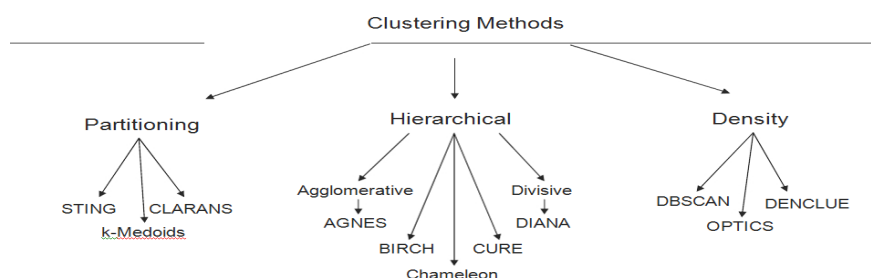 Clustering Methods
Partitioning
Hierarchical
Density
Agglomerative
Divisive
STING
CLARANS
k-Medoids
AGNES
DIANA
BIRCH
CURE
Chameleon
DBSCAN
DENCLUE
OPTICS